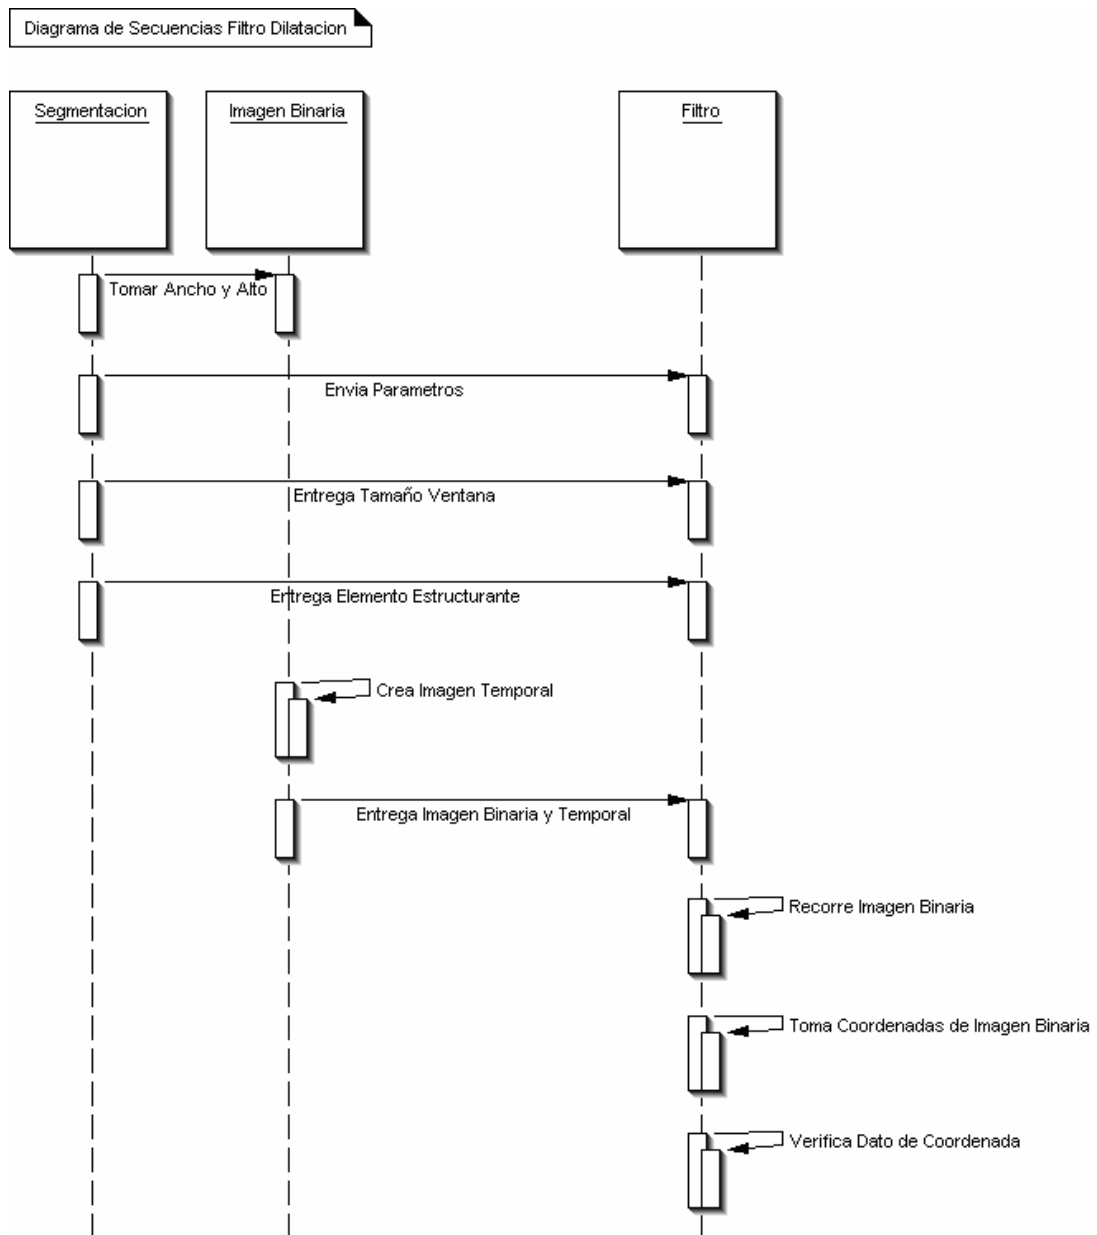 Diagrama de Secuencias Filtro Dilatacion
Segmentacion
Imagen Binaria
Filtro
Tomar Ancho y Alto
Envia Parametros
Entrega Tamaño Ventana
Entrega Elemento Estructurante
Crea Imagen Temporal
Entrega Imagen Binaria y Temporal
Recorre Imagen Binaria
Toma Coordenadas de Imagen Binaria
Verifica Dato de Coordenada